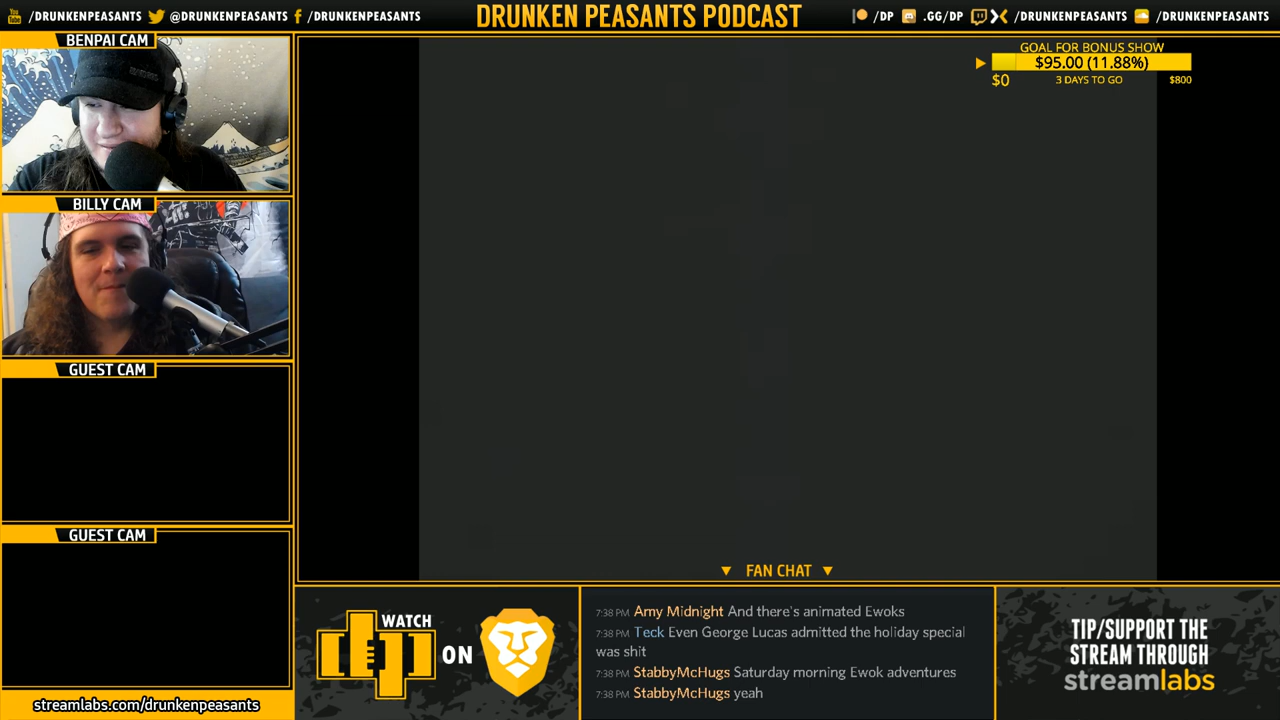 You Tube /DRUNKENPEASANTS @DRUNKENPEASANTS /DRUNKENPEASANTS DRUNKEN PEASANTS PODCAST /DP .GG/DP /DRUNKENPEASANTS /DRUNKENPEASANTS
BENPAI CAM
GOAL FOR BONUS SHOW
$95.00 (11.88%)
$0 3 DAYS TO GO $800
BILLY CAM
GUEST CAM
GUEST CAM
streamlabs.com/drunkenpeasants
▼ FAN CHAT ▼
WATCH
ON
7:38 PM Amy Midnight And there's animated Ewoks
7:38 PM Teck Even George Lucas admitted the holiday special
was shit
7:38 PM StabbyMcHugs Saturday morning Ewok adventures
7:38 PM StabbyMcHugs yeah
TIP/SUPPORT THE
STREAM THROUGH
streamlabs